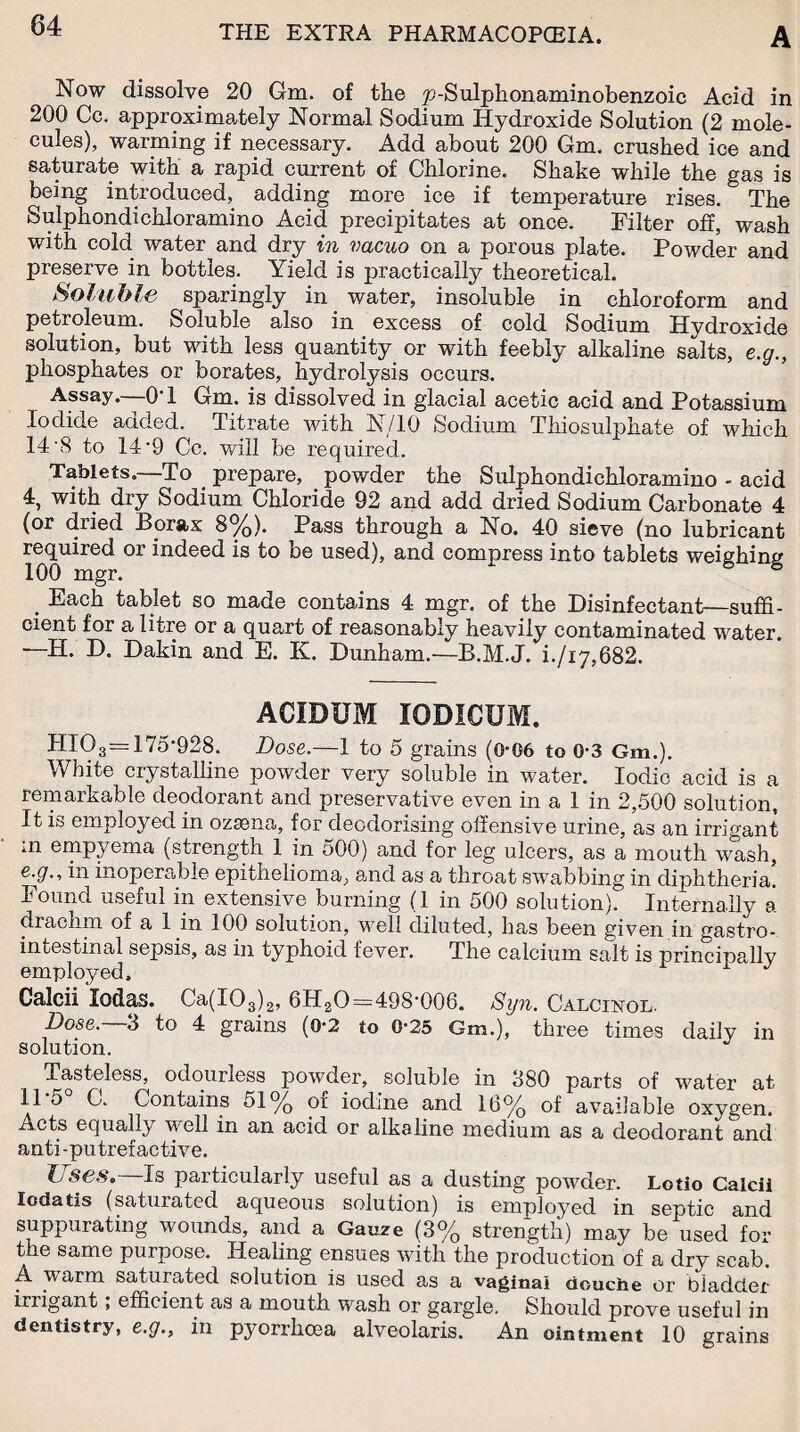 64
THE EXTRA PHARMACOPŒIA.
A
Now dissolve 20 Gm. of the p-Sulphonaminobenzoic Acid in
200 Cc. approximately Normal Sodium Hydroxide Solution (2 mole-
cules), warming if necessary. Add about 200 Gm. crushed ice and
saturate with a rapid current of Chlorine. Shake while the gas is
being introduced, adding more ice if temperature rises. The
Sulphondichloramino Acid precipitates at once. Filter off, wash
with cold water and dry in vacuo on a porous plate. Powder and
preserve in bottles. Yield is practically theoretical.
Soluble sparingly in water, insoluble in chloroform and
petroleum. Soluble also in excess of cold Sodium Hydroxide
solution, but with less quantity or with feebly alkaline salts, e.g.,
phosphates or borates, hydrolysis occurs.
Assay.—0·1 Gm. is dissolved in glacial acetic acid and Potassium
Iodide added. Titrate with N/10 Sodium Thiosulphate of which
14·8 to 14·9 Cc. will be required.
Tablets.—To prepare, powder the Sulphondichloramino-acid
4, with dry Sodium Chloride 92 and add dried Sodium Carbonate 4
(or dried Borax 8%). Pass through a No. 40 sieve (no lubricant
required or indeed is to be used), and compress into tablets weighing
100 mgr.
Each tablet so made contains 4 mgr. of the Disinfectant—suffi-
cient for a litre or a quart of reasonably heavily contaminated water.
—H. D. Dakin and E. K. Dunham.—B.M.J. i./17,682.
ACIDUM IODICUM.
HIO₃=175·928. Dose.—1 to 5 grains (0·06 to 0·3 Gm.).
White crystalline powder very soluble in water. Iodic acid is a
remarkable deodorant and preservative even in a 1 in 2,500 solution.
It is employed in ozæna, for deodorising offensive urine, as an irrigant
in empyema (strength 1 in 500) and for leg ulcers, as a mouth wash,
e.g., in inoperable epithelioma, and as a throat swabbing in diphtheria.
Found useful in extensive burning (1 in 500 solution). Internally a
drachm of a 1 in 100 solution, well diluted, has been given in gastro-
intestinal sepsis, as in typhoid fever. The calcium salt is principally
employed.
Calcii Iodas. Ca(IO₃)₂, 6H₂O=498·006. Syn. CALCINOL.
Dose.—3 to 4 grains (0·2 to 0·25 Gm.), three times daily in
solution.
Tasteless, odourless powder, soluble in 380 parts of water at
11·5° C. Contains 51% of iodine and 16% of available oxygen.
Acts equally well in an acid or alkaline medium as a deodorant and
anti-putrefactive.
Uses.—Is particularly useful as a dusting powder. Lotio Calcii
Iodatis (saturated aqueous solution) is employed in septic and
suppurating wounds, and a Gauze (3% strength) may be used for
the same purpose. Healing ensues with the production of a dry scab.
A warm saturated solution is used as a vaginal douche or bladder
irrigant; efficient as a mouth wash or gargle. Should prove useful in
dentistry, e.g., in pyorrhœa alveolaris. An ointment 10 grains